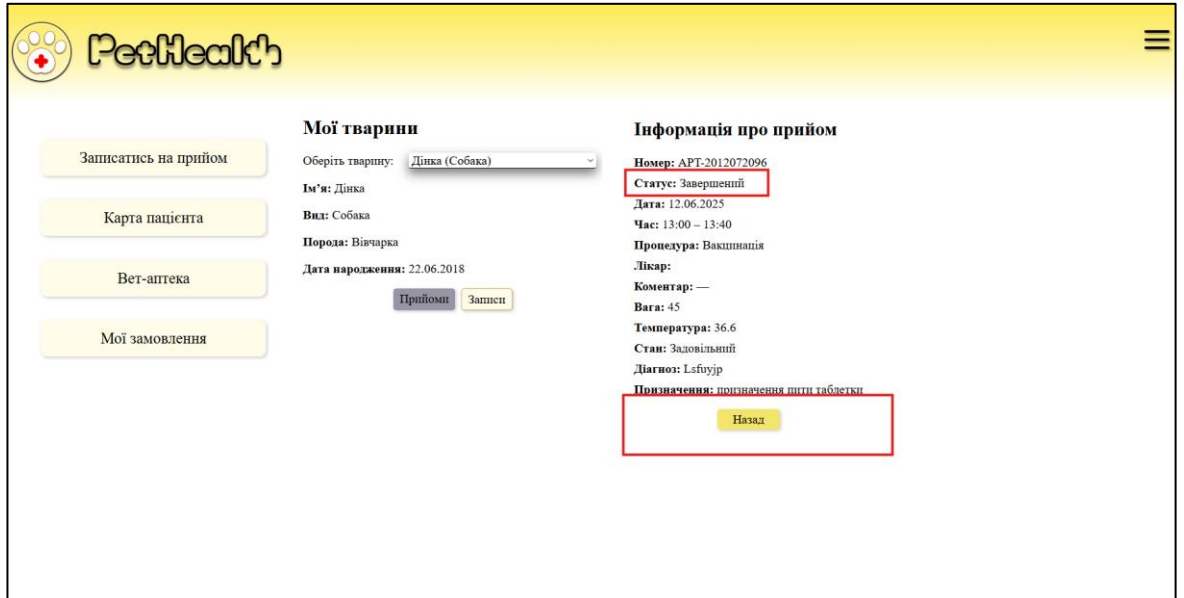 PetHealth
Записатись на прийом
Карта пацієнта
Вет-аптека
Мої замовлення
Мої тварини
Оберіть тварину: Дінка (Собака)
Ім’я: Дінка
Вид: Собака
Порода: Вівчарка
Дата народження: 22.06.2018
Прийоми Записи
Інформація про прийом
Номер: APT-2012072096
Статус: Завершений
Дата: 12.06.2025
Час: 13:00 – 13:40
Процедура: Вакцинація
Лікар:
Коментар: —
Вага: 45
Температура: 36.6
Стан: Задовільний
Діагноз: Lsfuyjp
Призначення: призначення пити таблетки
Назад